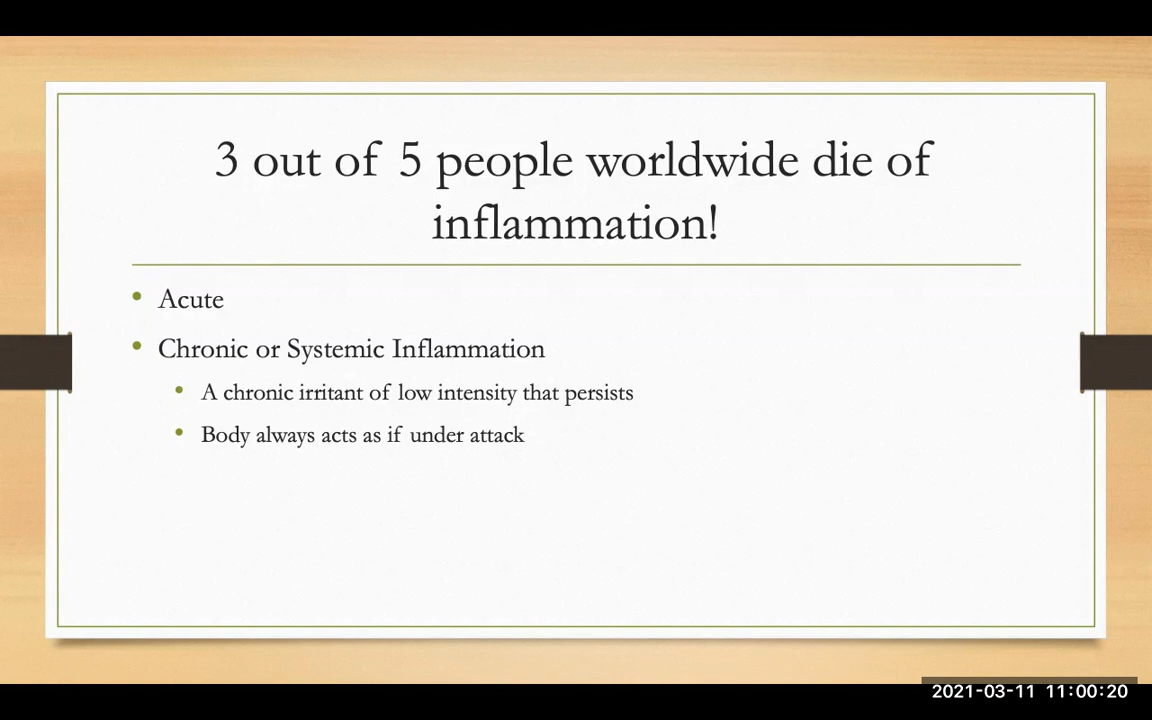 3 out of 5 people worldwide die of
inflammation!
Acute
Chronic or Systemic Inflammation
A chronic irritant of low intensity that persists
Body always acts as if under attack
2021-03-11 11:00:20